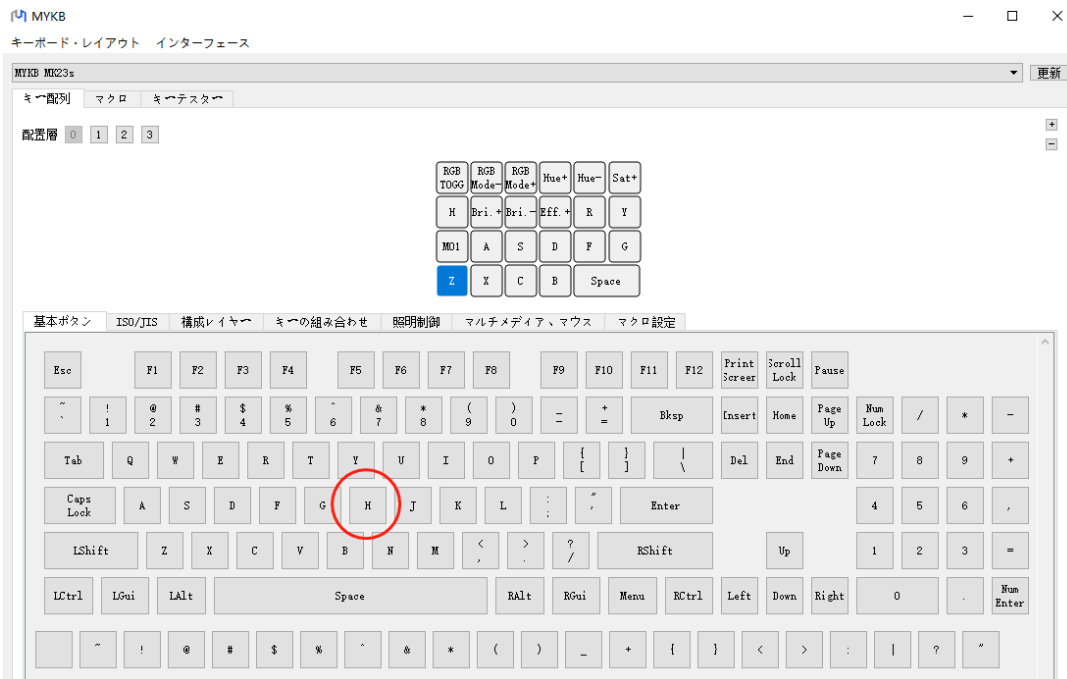 MYKB
キーボード・レイアウト インターフェース
MYKB MK23s 更新
キー配列 マクロ キーテスター
配置層 0 1 2 3 + -
RGB TOGG RGB Mode- RGB Mode+ Hue+ Hue- Sat+
H Bri.+ Bri.- Eff.+ R Y
MO1 A S D F G
Z X C B Space
基本ボタン ISO/JIS 構成レイヤー キーの組み合わせ 照明制御 マルチメディア、マウス マクロ設定
Esc F1 F2 F3 F4 F5 F6 F7 F8 F9 F10 F11 F12 Print Screer Scroll Lock Pause
~ ` ! 1 @ 2 # 3 $ 4 % 5 ^ 6 & 7 * 8 ( 9 ) 0 _ - + = Bksp Insert Home Page Up Num Lock / * -
Tab Q W E R T Y U I O P { [ } ] | \ Del End Page Down 7 8 9 +
Caps Lock A S D F G H J K L : ; " ' Enter 4 5 6 ,
LShift Z X C V B N M < , > . ? / RShift Up 1 2 3 =
LCtrl LGui LAlt Space RAlt RGui Menu RCtrl Left Down Right 0 . Num Enter
~ ! @ # $ % ^ & * ( ) _ + { } < > : | ? "